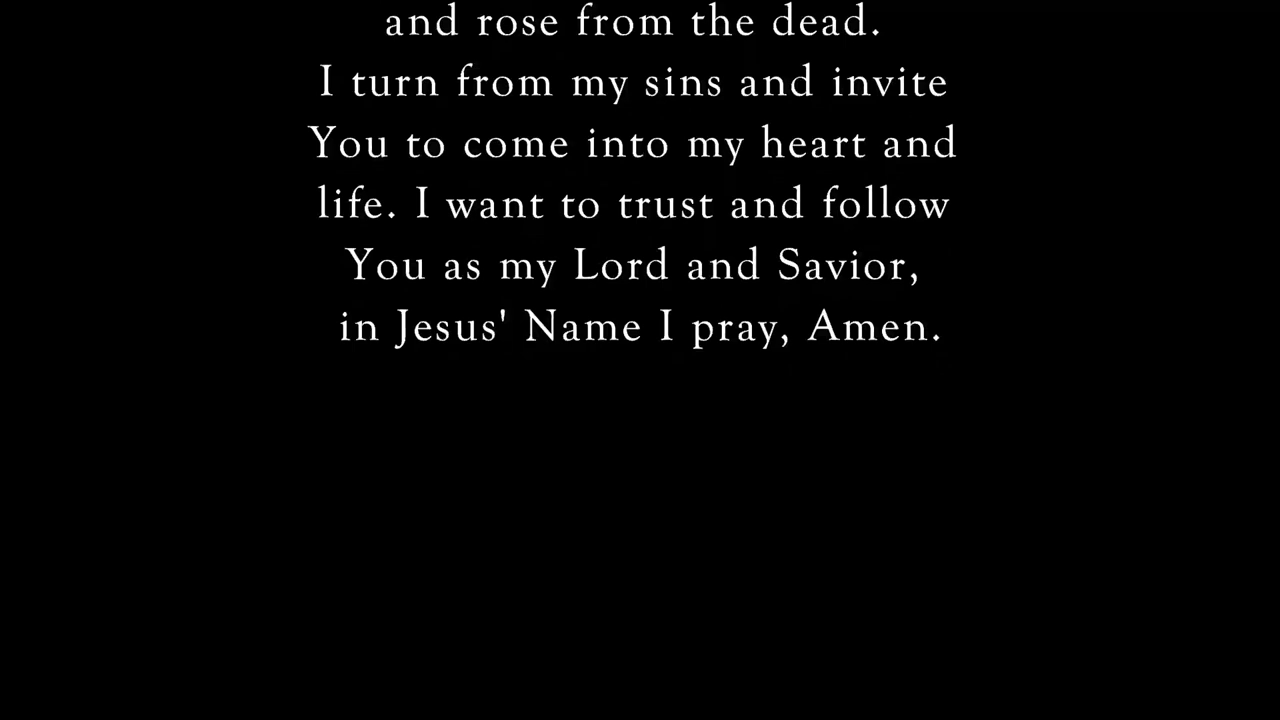 and rose from the dead.
I turn from my sins and invite
You to come into my heart and
life. I want to trust and follow
You as my Lord and Savior,
in Jesus' Name I pray, Amen.